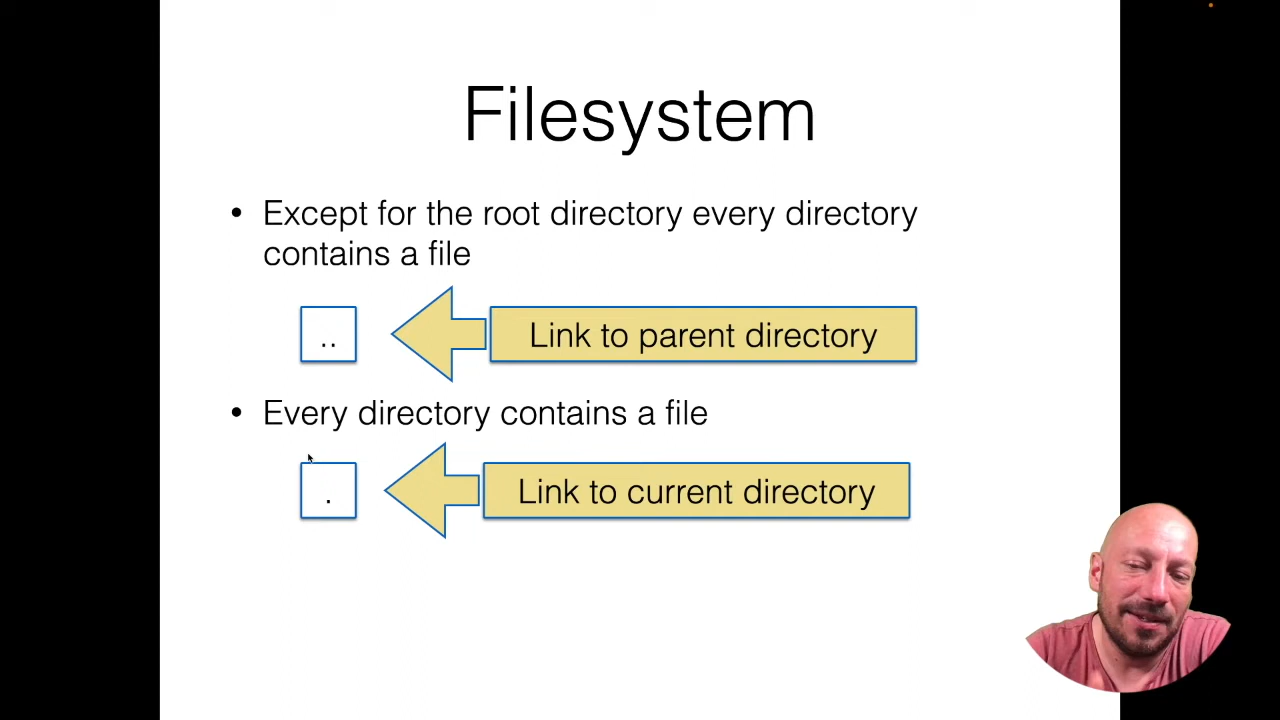 Filesystem
• Except for the root directory every directory
contains a file
..
Link to parent directory
• Every directory contains a file
.
Link to current directory